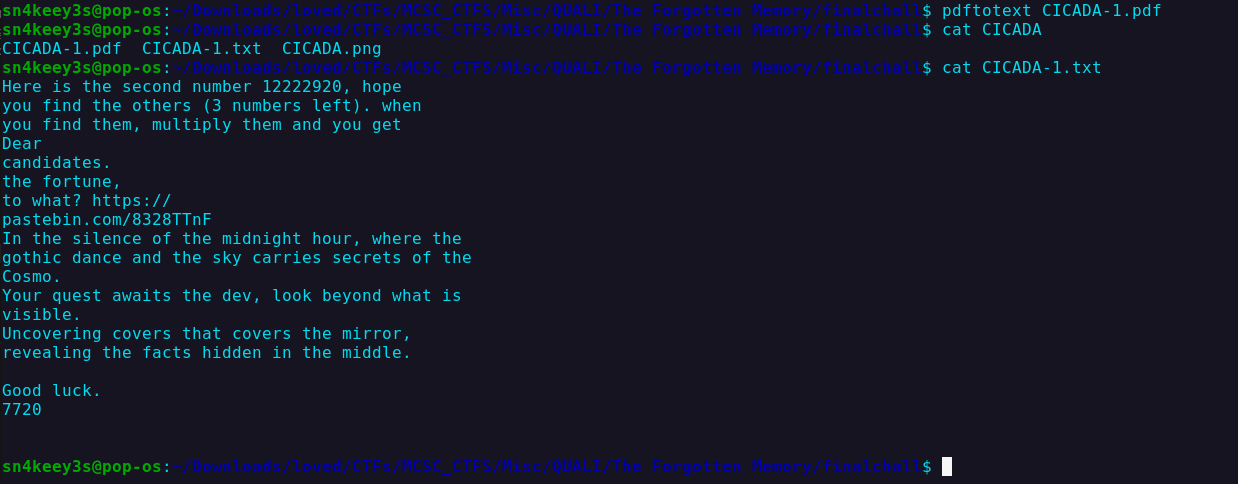 sn4keey3s@pop-os:~/Downloads/loved/CTFs/MCSC_CTFS/Misc/QUALI/The Forgotten Memory/finalchall$ pdftotext CICADA-1.pdf
sn4keey3s@pop-os:~/Downloads/loved/CTFs/MCSC_CTFS/Misc/QUALI/The Forgotten Memory/finalchall$ cat CICADA
CICADA-1.pdf  CICADA-1.txt  CICADA.png
sn4keey3s@pop-os:~/Downloads/loved/CTFs/MCSC_CTFS/Misc/QUALI/The Forgotten Memory/finalchall$ cat CICADA-1.txt
Here is the second number 12222920, hope
you find the others (3 numbers left). when
you find them, multiply them and you get
Dear
candidates.
the fortune,
to what? https://
pastebin.com/8328TTnF
In the silence of the midnight hour, where the
gothic dance and the sky carries secrets of the
Cosmo.
Your quest awaits the dev, look beyond what is
visible.
Uncovering covers that covers the mirror,
revealing the facts hidden in the middle.
Good luck.
7720
sn4keey3s@pop-os:~/Downloads/loved/CTFs/MCSC_CTFS/Misc/QUALI/The Forgotten Memory/finalchall$